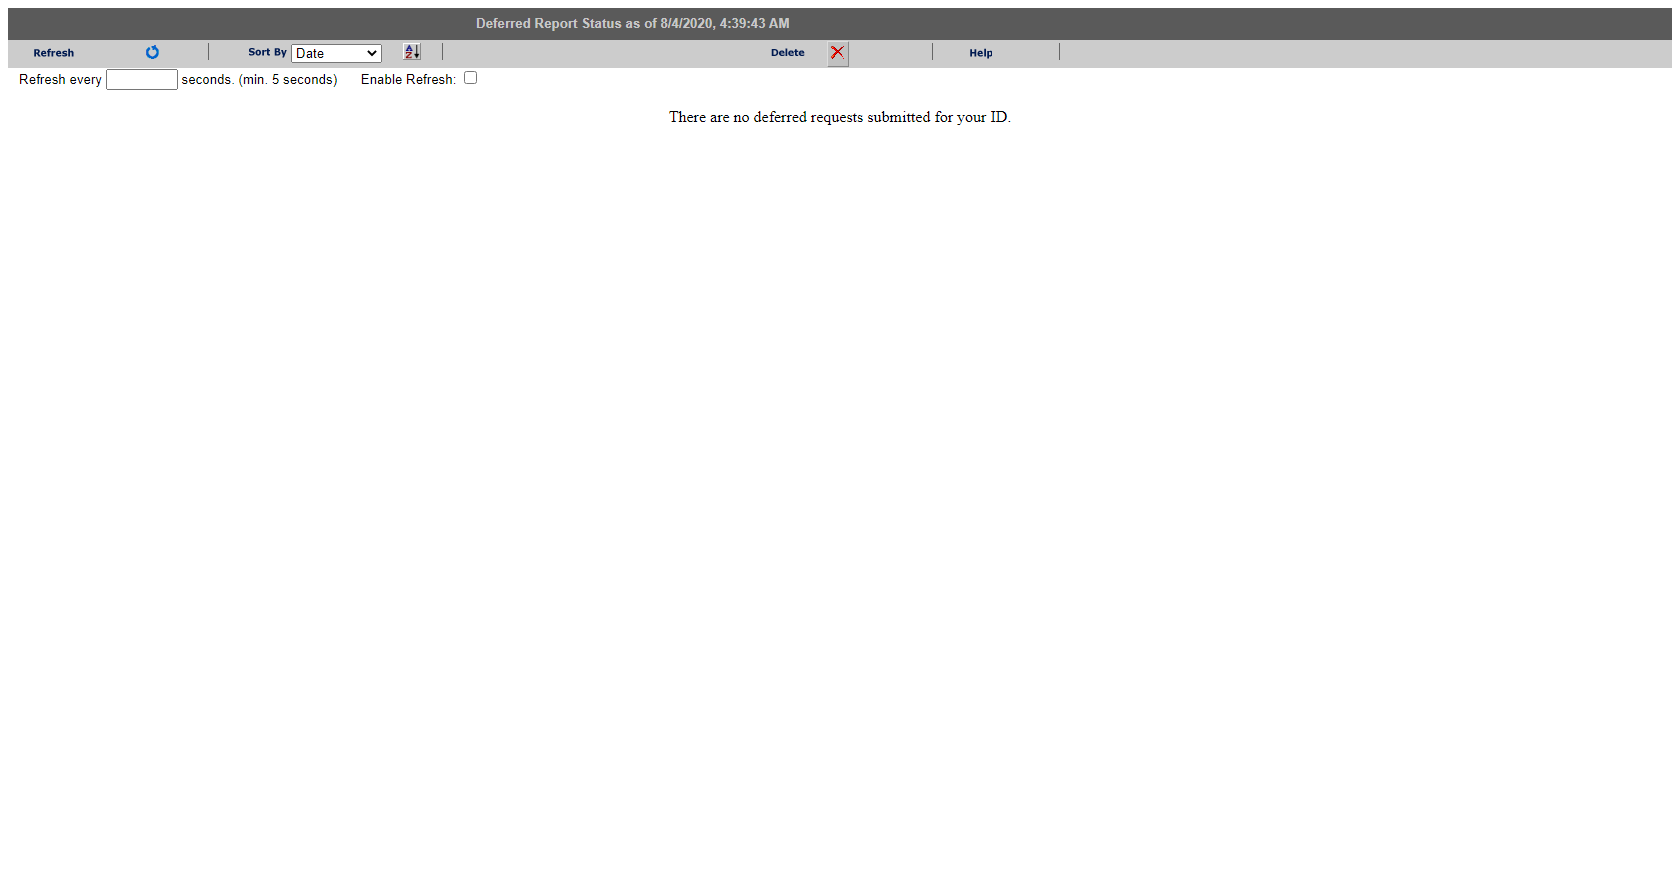 Deferred Report Status as of 8/4/2020, 4:39:43 AM
Refresh Sort By Date Delete Help
Refresh every seconds. (min. 5 seconds) Enable Refresh:
There are no deferred requests submitted for your ID.